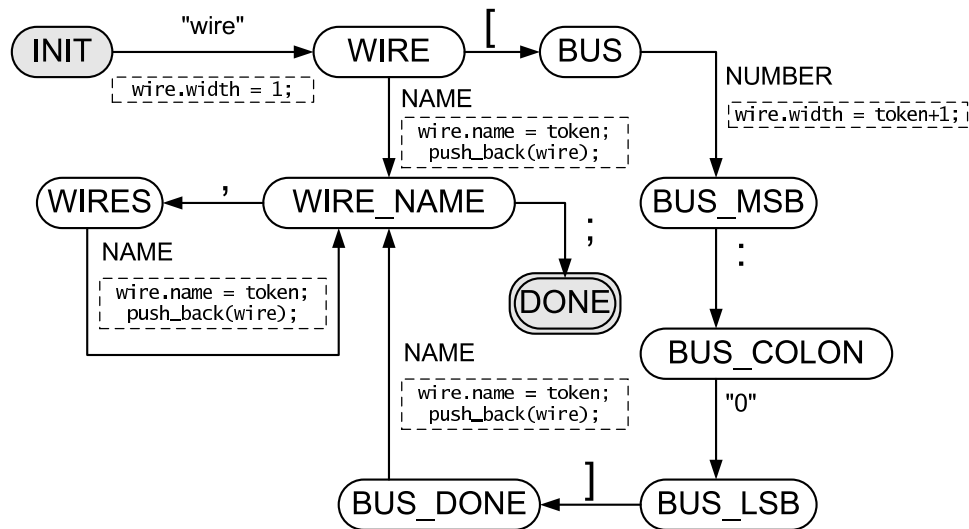 "wire"
[
INIT
WIRE
BUS
wire.width = 1;
NAME
NUMBER
wire.name = token;
push_back(wire);
wire.width = token+1;
WIRES
,
WIRE_NAME
BUS_MSB
NAME
;
:
wire.name = token;
push_back(wire);
DONE
NAME
BUS_COLON
wire.name = token;
push_back(wire);
"0"
BUS_DONE
]
BUS_LSB